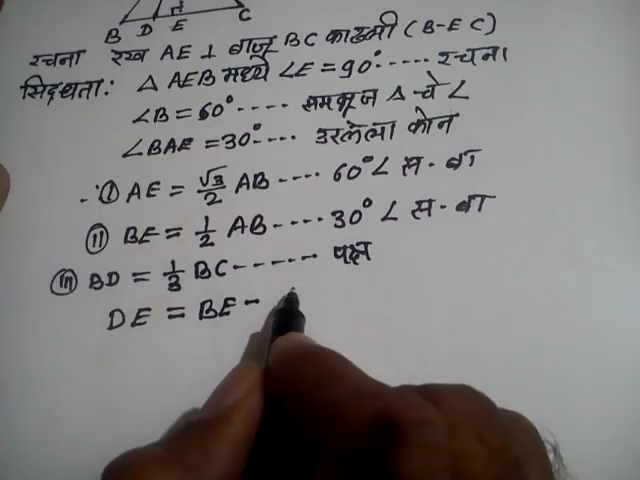 B D E C
रचना रेख AE ⊥ बाजू BC काढली (B-E C)
सिद्धता: △ AEB मध्ये ∠E = 90° .... रचना
∠B = 60° .... समभूज △ चे ∠
∠BAE = 30° .... उरलेला कोन
∴ ⓘ AE = √3/2 AB .... 60° ∠ स. बा
ⓘⓘ BE = 1/2 AB .... 30° ∠ स. बा
ⓘⓘⓘ BD = 1/3 BC ...... पक्ष
DE = BE -